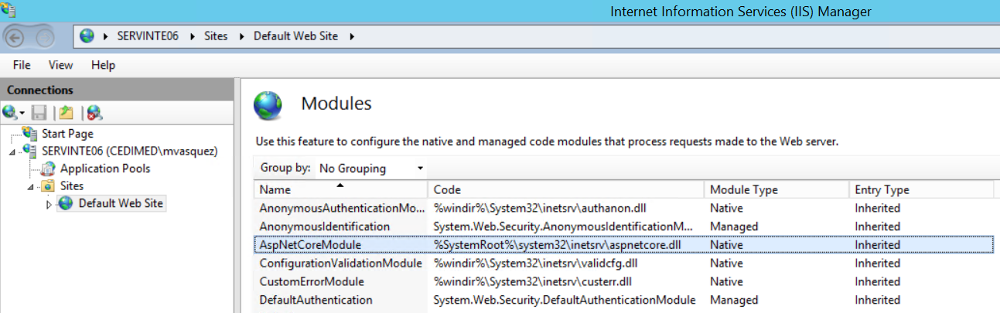 Internet Information Services (IIS) Manager
SERVINTE06 Sites Default Web Site
File View Help
Connections
Start Page
SERVINTE06 (CEDIMED\mvasquez)
Application Pools
Sites
Default Web Site
Modules
Use this feature to configure the native and managed code modules that process requests made to the Web server.
Group by: No Grouping
Name Code Module Type Entry Type
AnonymousAuthenticationMo... %windir%\System32\inetsrv\authanon.dll Native Inherited
AnonymousIdentification System.Web.Security.AnonymousIdentificationM... Managed Inherited
AspNetCoreModule %SystemRoot%\system32\inetsrv\aspnetcore.dll Native Inherited
ConfigurationValidationModule %windir%\System32\inetsrv\validcfg.dll Native Inherited
CustomErrorModule %windir%\System32\inetsrv\custerr.dll Native Inherited
DefaultAuthentication System.Web.Security.DefaultAuthenticationModule Managed Inherited